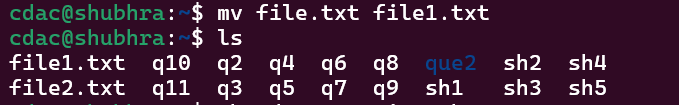 cdac@shubhra:~$ mv file.txt file1.txt
cdac@shubhra:~$ ls
file1.txt q10 q2 q4 q6 q8 que2 sh2 sh4
file2.txt q11 q3 q5 q7 q9 sh1 sh3 sh5